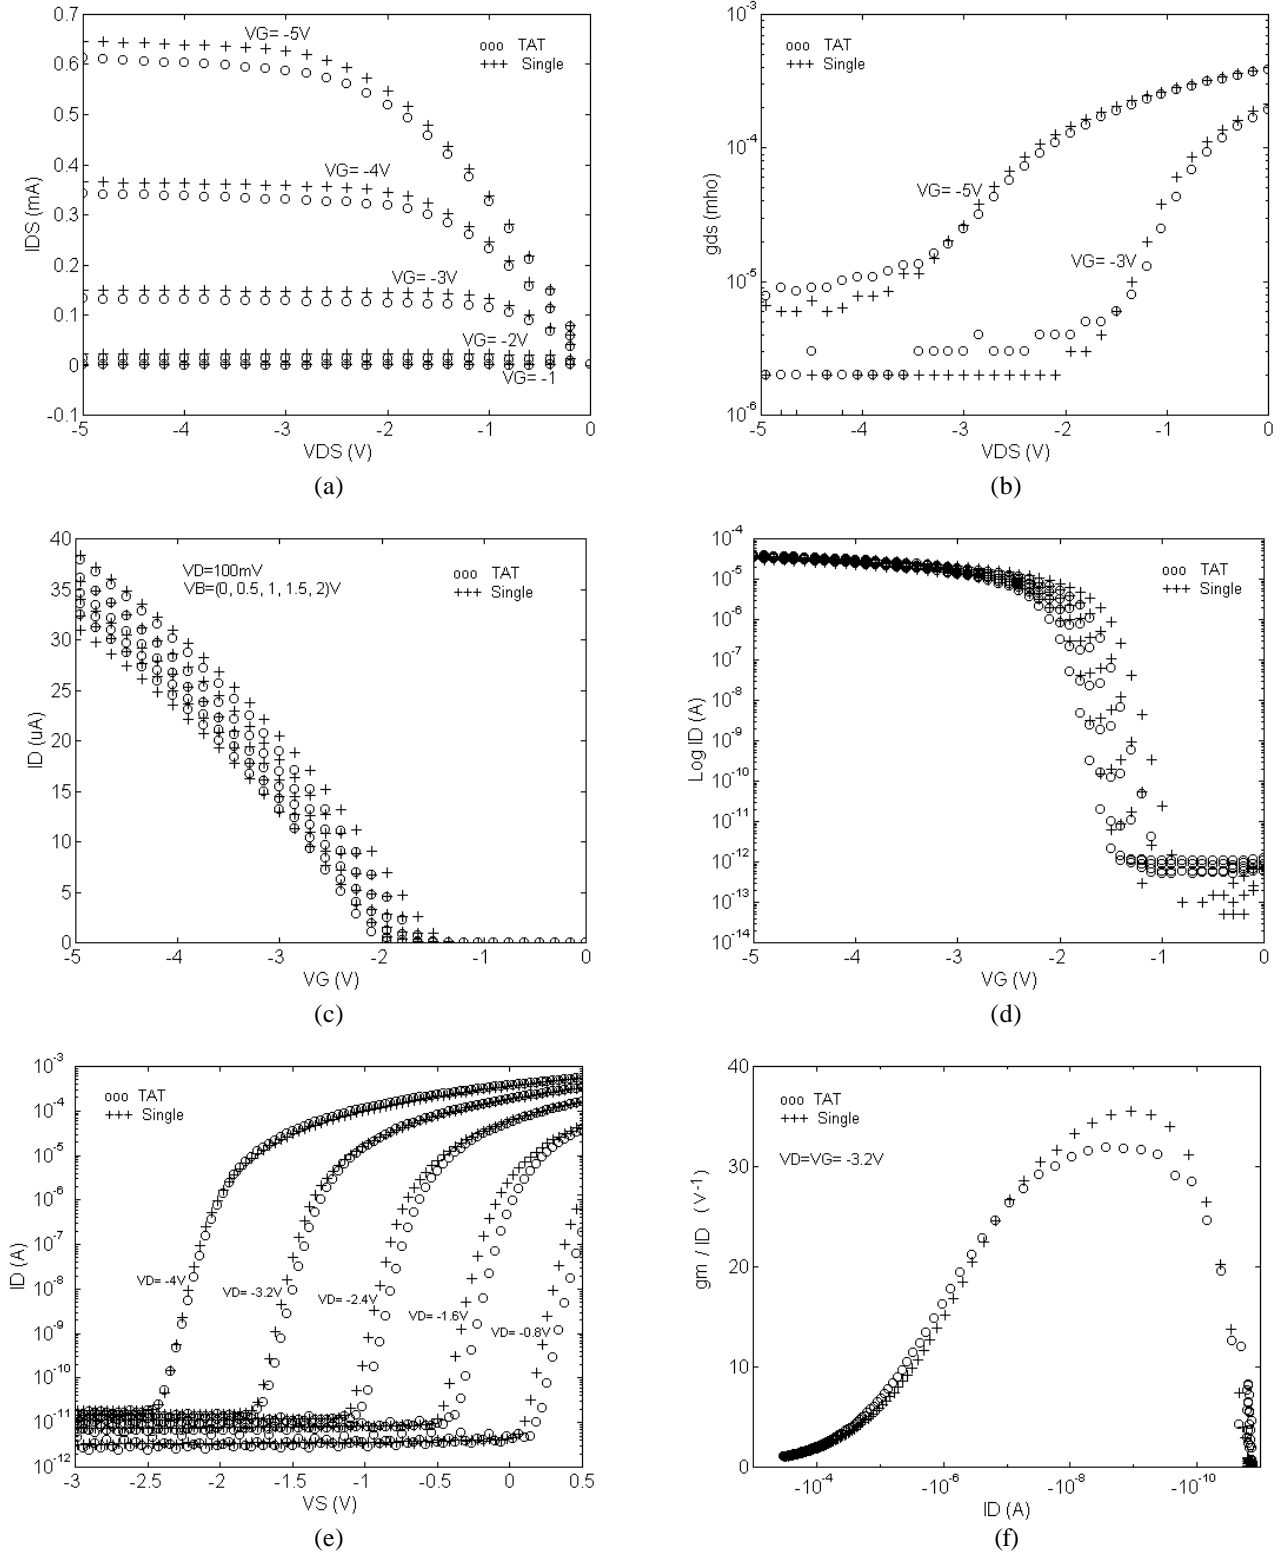 0.7
0.6
0.5
0.4
0.3
0.2
0.1
0
-0.1
IDS (mA)
VG= -5V
VG= -4V
VG= -3V
VG= -2V
VG= -1
ooo TAT
+++ Single
-5 -4 -3 -2 -1 0
VDS (V)
(a)
10-3
10-4
10-5
10-6
gds (mho)
ooo TAT
+++ Single
VG= -5V
VG= -3V
-5 -4 -3 -2 -1 0
VDS (V)
(b)
40
35
30
25
20
15
10
5
0
ID (uA)
VD=100mV
VB=(0, 0.5, 1, 1.5, 2)V
ooo TAT
+++ Single
-5 -4 -3 -2 -1 0
VG (V)
(c)
10-4
10-5
10-6
10-7
10-8
10-9
10-10
10-11
10-12
10-13
10-14
Log ID (A)
ooo TAT
+++ Single
-5 -4 -3 -2 -1 0
VG (V)
(d)
10-3
10-4
10-5
10-6
10-7
10-8
10-9
10-10
10-11
10-12
ID (A)
ooo TAT
+++ Single
VD= -4V
VD= -3.2V
VD= -2.4V
VD= -1.6V
VD= -0.8V
-3 -2.5 -2 -1.5 -1 -0.5 0 0.5
VS (V)
(e)
40
30
20
10
0
gm / ID ( V-1)
ooo TAT
+++ Single
VD=VG= -3.2V
-10-4 -10-6 -10-8 -10-10
ID (A)
(f)